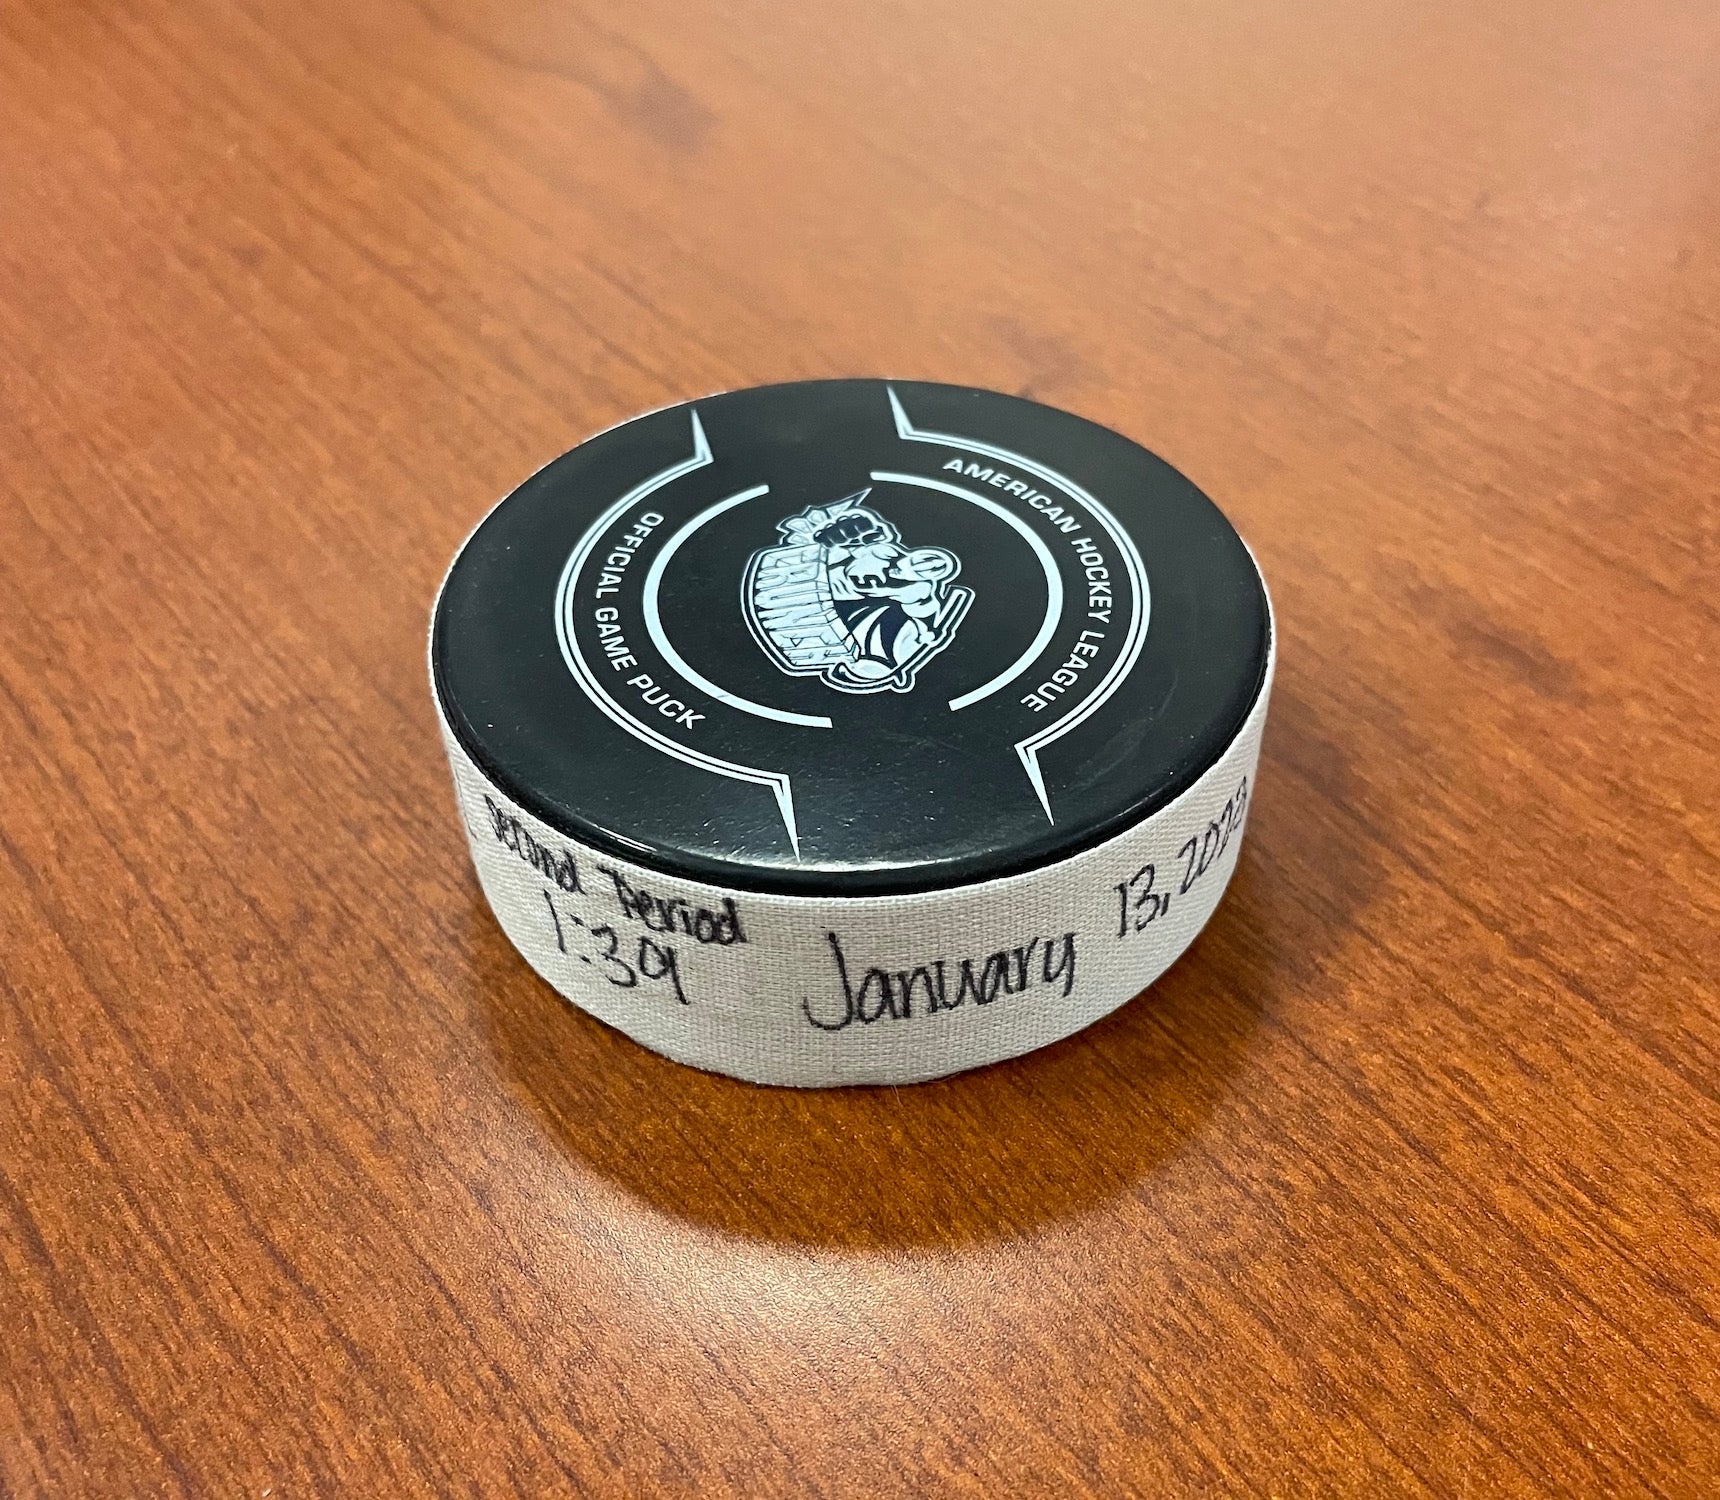 OFFICIAL GAME PUCK
AMERICAN HOCKEY LEAGUE
S
Second Period
1:39
January 13, 2023